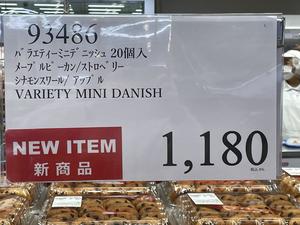 93486
バラエティーミニデニッシュ 20個入
メープルピーカン/ストロベリー
シナモンスワール/アップル
VARIETY MINI DANISH
NEW ITEM
新商品
1,180